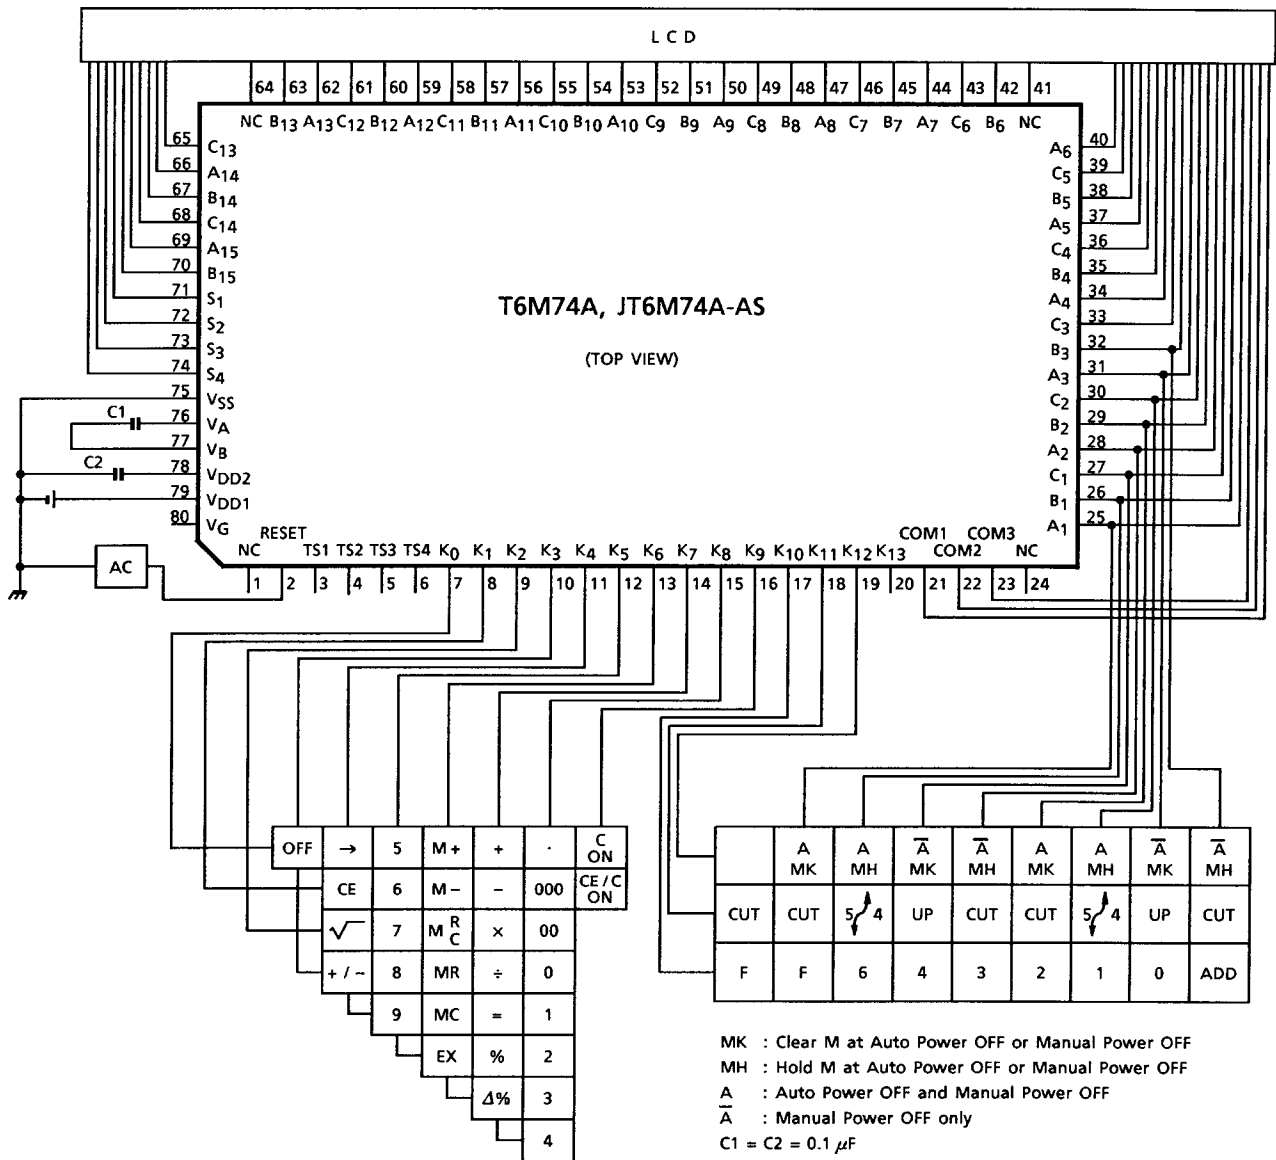 LCD
64 63 62 61 60 59 58 57 56 55 54 53 52 51 50 49 48 47 46 45 44 43 42 41
NC B13 A13 C12 B12 A12 C11 B11 A11 C10 B10 A10 C9 B9 A9 C8 B8 A8 C7 B7 A7 C6 B6 NC
65 C13 A6 40
66 A14 C5 39
67 B14 B5 38
68 C14 A5 37
69 A15 C4 36
70 B15 B4 35
71 S1 A4 34
72 S2 C3 33
73 S3 B3 32
74 S4 A3 31
75 VSS C2 30
C1 76 VA B2 29
77 VB A2 28
C2 78 VDD2 C1 27
79 VDD1 B1 26
80 VG A1 25
T6M74A, JT6M74A-AS
(TOP VIEW)
RESET COM1 COM3
NC TS1 TS2 TS3 TS4 K0 K1 K2 K3 K4 K5 K6 K7 K8 K9 K10 K11 K12 K13 COM2 NC
AC
1 2 3 4 5 6 7 8 9 10 11 12 13 14 15 16 17 18 19 20 21 22 23 24
OFF → 5 M+ + · C ON
CE 6 M− − 000 CE/C ON
√ 7 M R C × 00
+/− 8 MR ÷ 0
9 MC = 1
EX % 2
Δ% 3
4
A MK A MH A̅ MK A̅ MH A MK A MH A̅ MK A̅ MH
CUT CUT 5 4 UP CUT CUT 5 4 UP CUT
F F 6 4 3 2 1 0 ADD
MK : Clear M at Auto Power OFF or Manual Power OFF
MH : Hold M at Auto Power OFF or Manual Power OFF
A : Auto Power OFF and Manual Power OFF
A̅ : Manual Power OFF only
C1 = C2 = 0.1 μF